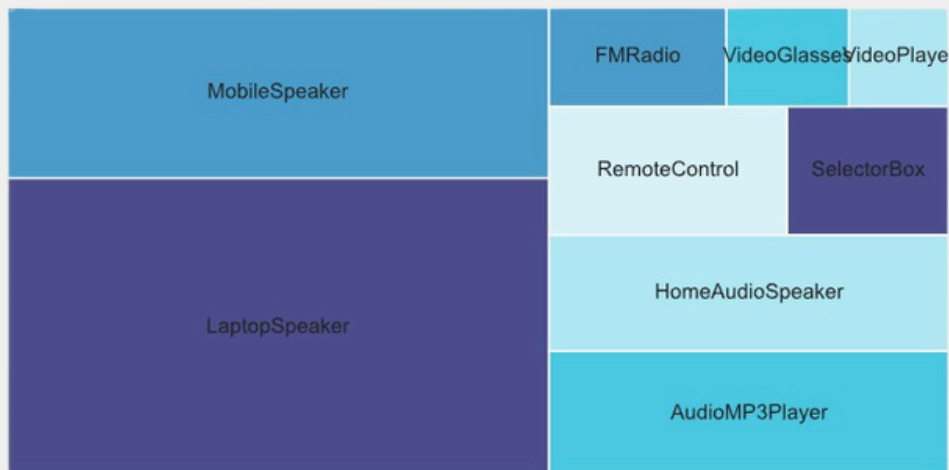 MobileSpeaker
LaptopSpeaker
FMRadio
VideoGlasses
VideoPlaye
RemoteControl
SelectorBox
HomeAudioSpeaker
AudioMP3Player